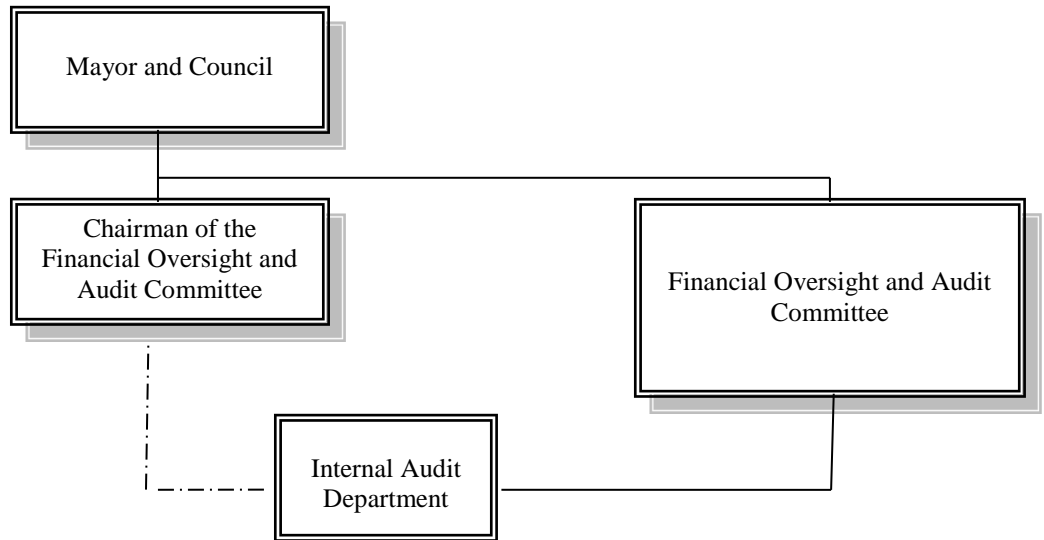 Mayor and Council
Chairman of the
Financial Oversight and
Audit Committee
Financial Oversight and Audit
Committee
Internal Audit
Department